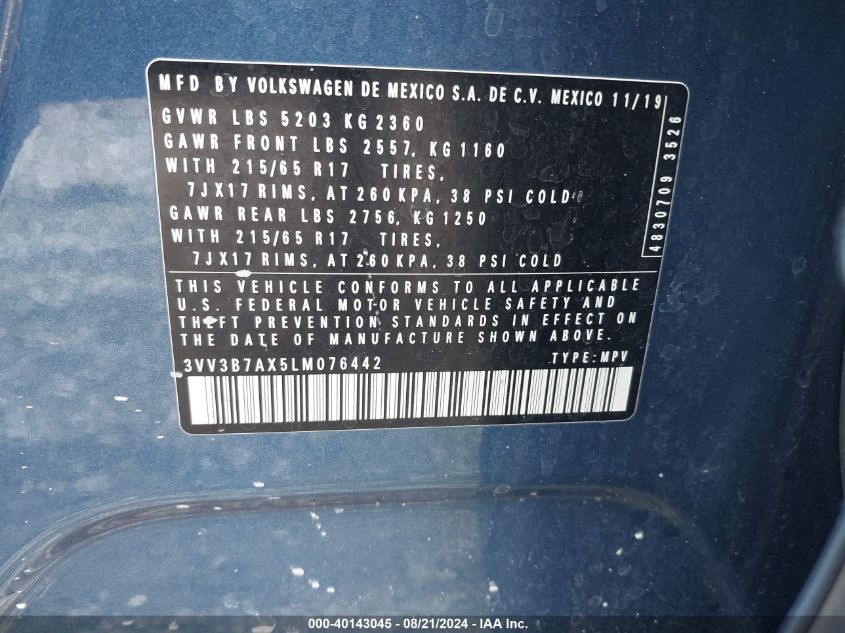 MFD BY VOLKSWAGEN DE MEXICO S.A. DE C.V. MEXICO 11/19
GVWR LBS 5203 KG 2360
GAWR FRONT LBS 2557, KG 1160
WITH 215/65 R17 TIRES,
7JX17 RIMS, AT 260 KPA, 38 PSI COLD
GAWR REAR LBS 2756, KG 1250
WITH 215/65 R17 TIRES,
7JX17 RIMS, AT 260 KPA, 38 PSI COLD
4830709 3526
THIS VEHICLE CONFORMS TO ALL APPLICABLE
U.S. FEDERAL MOTOR VEHICLE SAFETY AND
THEFT PREVENTION STANDARDS IN EFFECT ON
THE DATE OF MANUFACTURE SHOWN ABOVE.
3VV3B7AX5LM076442 TYPE: MPV
000-40143045 - 08/21/2024 - IAAI.COM